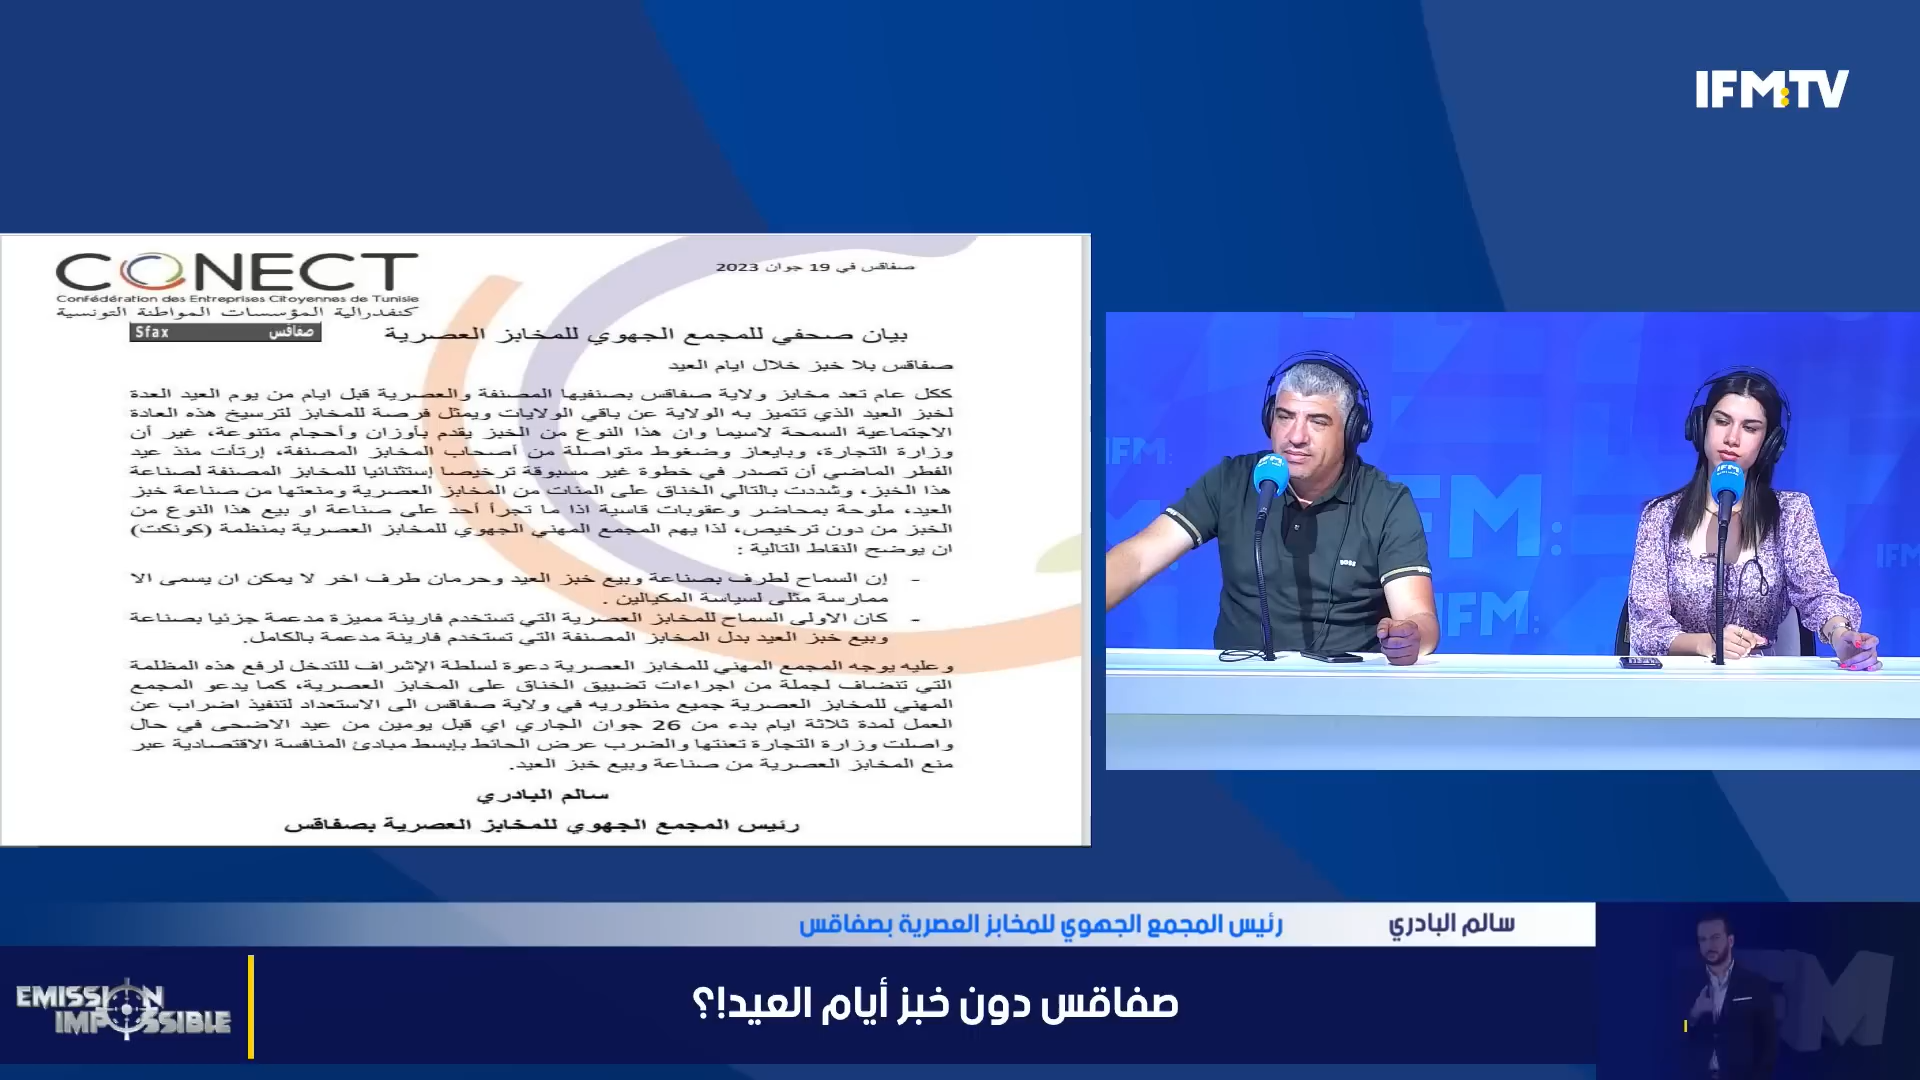 IFM:TV
CONECT
Confédération des Entreprises Citoyennes de Tunisie
كنفدرالية المؤسسات المواطنة التونسية
Sfax صفاقس
صفاقس في 19 جوان 2023
بيان صحفي للمجمع الجهوي للمخابز العصرية
صفاقس بلا خبز خلال ايام العيد
ككل عام تعد مخابز ولاية صفاقس بصنفيها المصنفة والعصرية قبل ايام من يوم العيد العدة
لخبز العيد الذي تتميز به الولاية عن باقي الولايات ويمثل فرصة للمخابز لترسيخ هذه العادة
الاجتماعية السمحة لاسيما وان هذا النوع من الخبز يقدم بأوزان وأحجام متنوعة، غير أن
وزارة التجارة، وبايعاز وضغوط متواصلة من أصحاب المخابز المصنفة، إرتأت منذ عيد
الفطر الماضي أن تصدر في خطوة غير مسبوقة ترخيصا إستثنائيا للمخابز المصنفة لصناعة
هذا الخبز، وشددت بالتالي الخناق على المئات من المخابز العصرية ومنعتها من صناعة خبز
العيد، ملوحة بمحاضر وعقوبات قاسية اذا ما تجرأ أحد على صناعة او بيع هذا النوع من
الخبز من دون ترخيص، لذا يهم المجمع المهني الجهوي للمخابز العصرية بمنظمة (كونكت)
ان يوضح النقاط التالية :
- إن السماح لطرف بصناعة وبيع خبز العيد وحرمان طرف اخر لا يمكن ان يسمى الا
ممارسة مثلى لسياسة المكيالين .
- كان الاولى السماح للمخابز العصرية التي تستخدم فارينة مميزة مدعمة جزئيا بصناعة
وبيع خبز العيد بدل المخابز المصنفة التي تستخدم فارينة مدعمة بالكامل.
وعليه يوجه المجمع المهني للمخابز العصرية دعوة لسلطة الإشراف للتدخل لرفع هذه المظلمة
التي تنضاف لجملة من اجراءات تضييق الخناق على المخابز العصرية، كما يدعو المجمع
المهني للمخابز العصرية جميع منظوريه في ولاية صفاقس الى الاستعداد لتنفيذ اضراب عن
العمل لمدة ثلاثة ايام بدء من 26 جوان الجاري اي قبل يومين من عيد الاضحى في حال
واصلت وزارة التجارة تعنتها والضرب عرض الحائط بإبسط مبادئ المنافسة الاقتصادية عبر
منع المخابز العصرية من صناعة وبيع خبز العيد.
سالم البادري
رئيس المجمع الجهوي للمخابز العصرية بصفاقس
IFM:
FM:
IFM
IFM:
IFM
IFM
BOSS
سالم البادري رئيس المجمع الجهوي للمخابز العصرية بصفاقس
صفاقس دون خبز أيام العيد!؟
EMISSION
IMPOSSIBLE